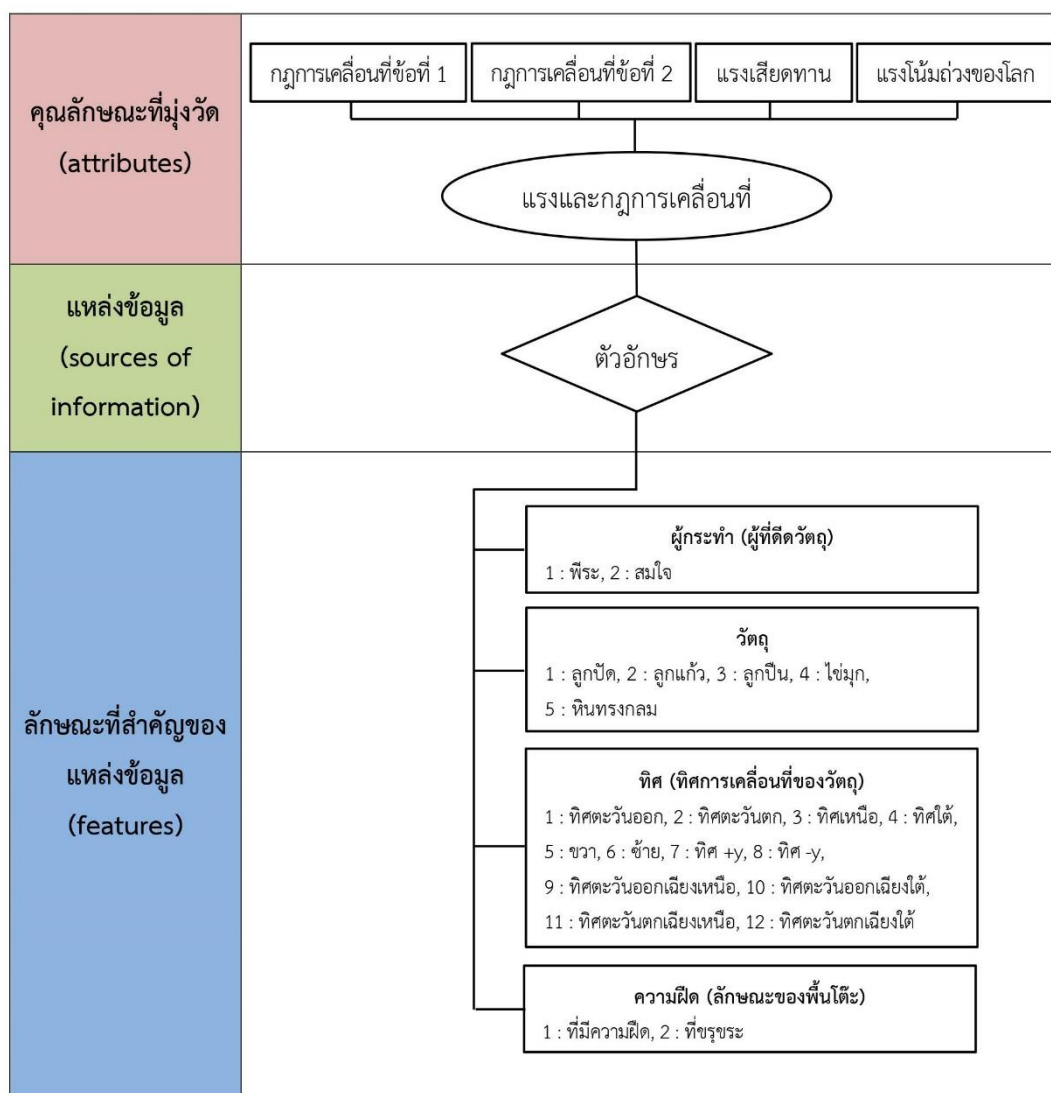 คุณลักษณะที่มุ่งวัด
(attributes)
กฎการเคลื่อนที่ข้อที่ 1
กฎการเคลื่อนที่ข้อที่ 2
แรงเสียดทาน
แรงโน้มถ่วงของโลก
แรงและกฎการเคลื่อนที่
แหล่งข้อมูล
(sources of
information)
ตัวอักษร
ลักษณะที่สำคัญของ
แหล่งข้อมูล
(features)
ผู้กระทำ (ผู้ที่ดีดวัตถุ)
1 : พีระ, 2 : สมใจ
วัตถุ
1 : ลูกปัด, 2 : ลูกแก้ว, 3 : ลูกปืน, 4 : ไข่มุก,
5 : หินทรงกลม
ทิศ (ทิศการเคลื่อนที่ของวัตถุ)
1 : ทิศตะวันออก, 2 : ทิศตะวันตก, 3 : ทิศเหนือ, 4 : ทิศใต้,
5 : ขวา, 6 : ซ้าย, 7 : ทิศ +y, 8 : ทิศ -y,
9 : ทิศตะวันออกเฉียงเหนือ, 10 : ทิศตะวันออกเฉียงใต้,
11 : ทิศตะวันตกเฉียงเหนือ, 12 : ทิศตะวันตกเฉียงใต้
ความฝืด (ลักษณะของพื้นโต๊ะ)
1 : ที่มีความฝืด, 2 : ที่ขรุขระ